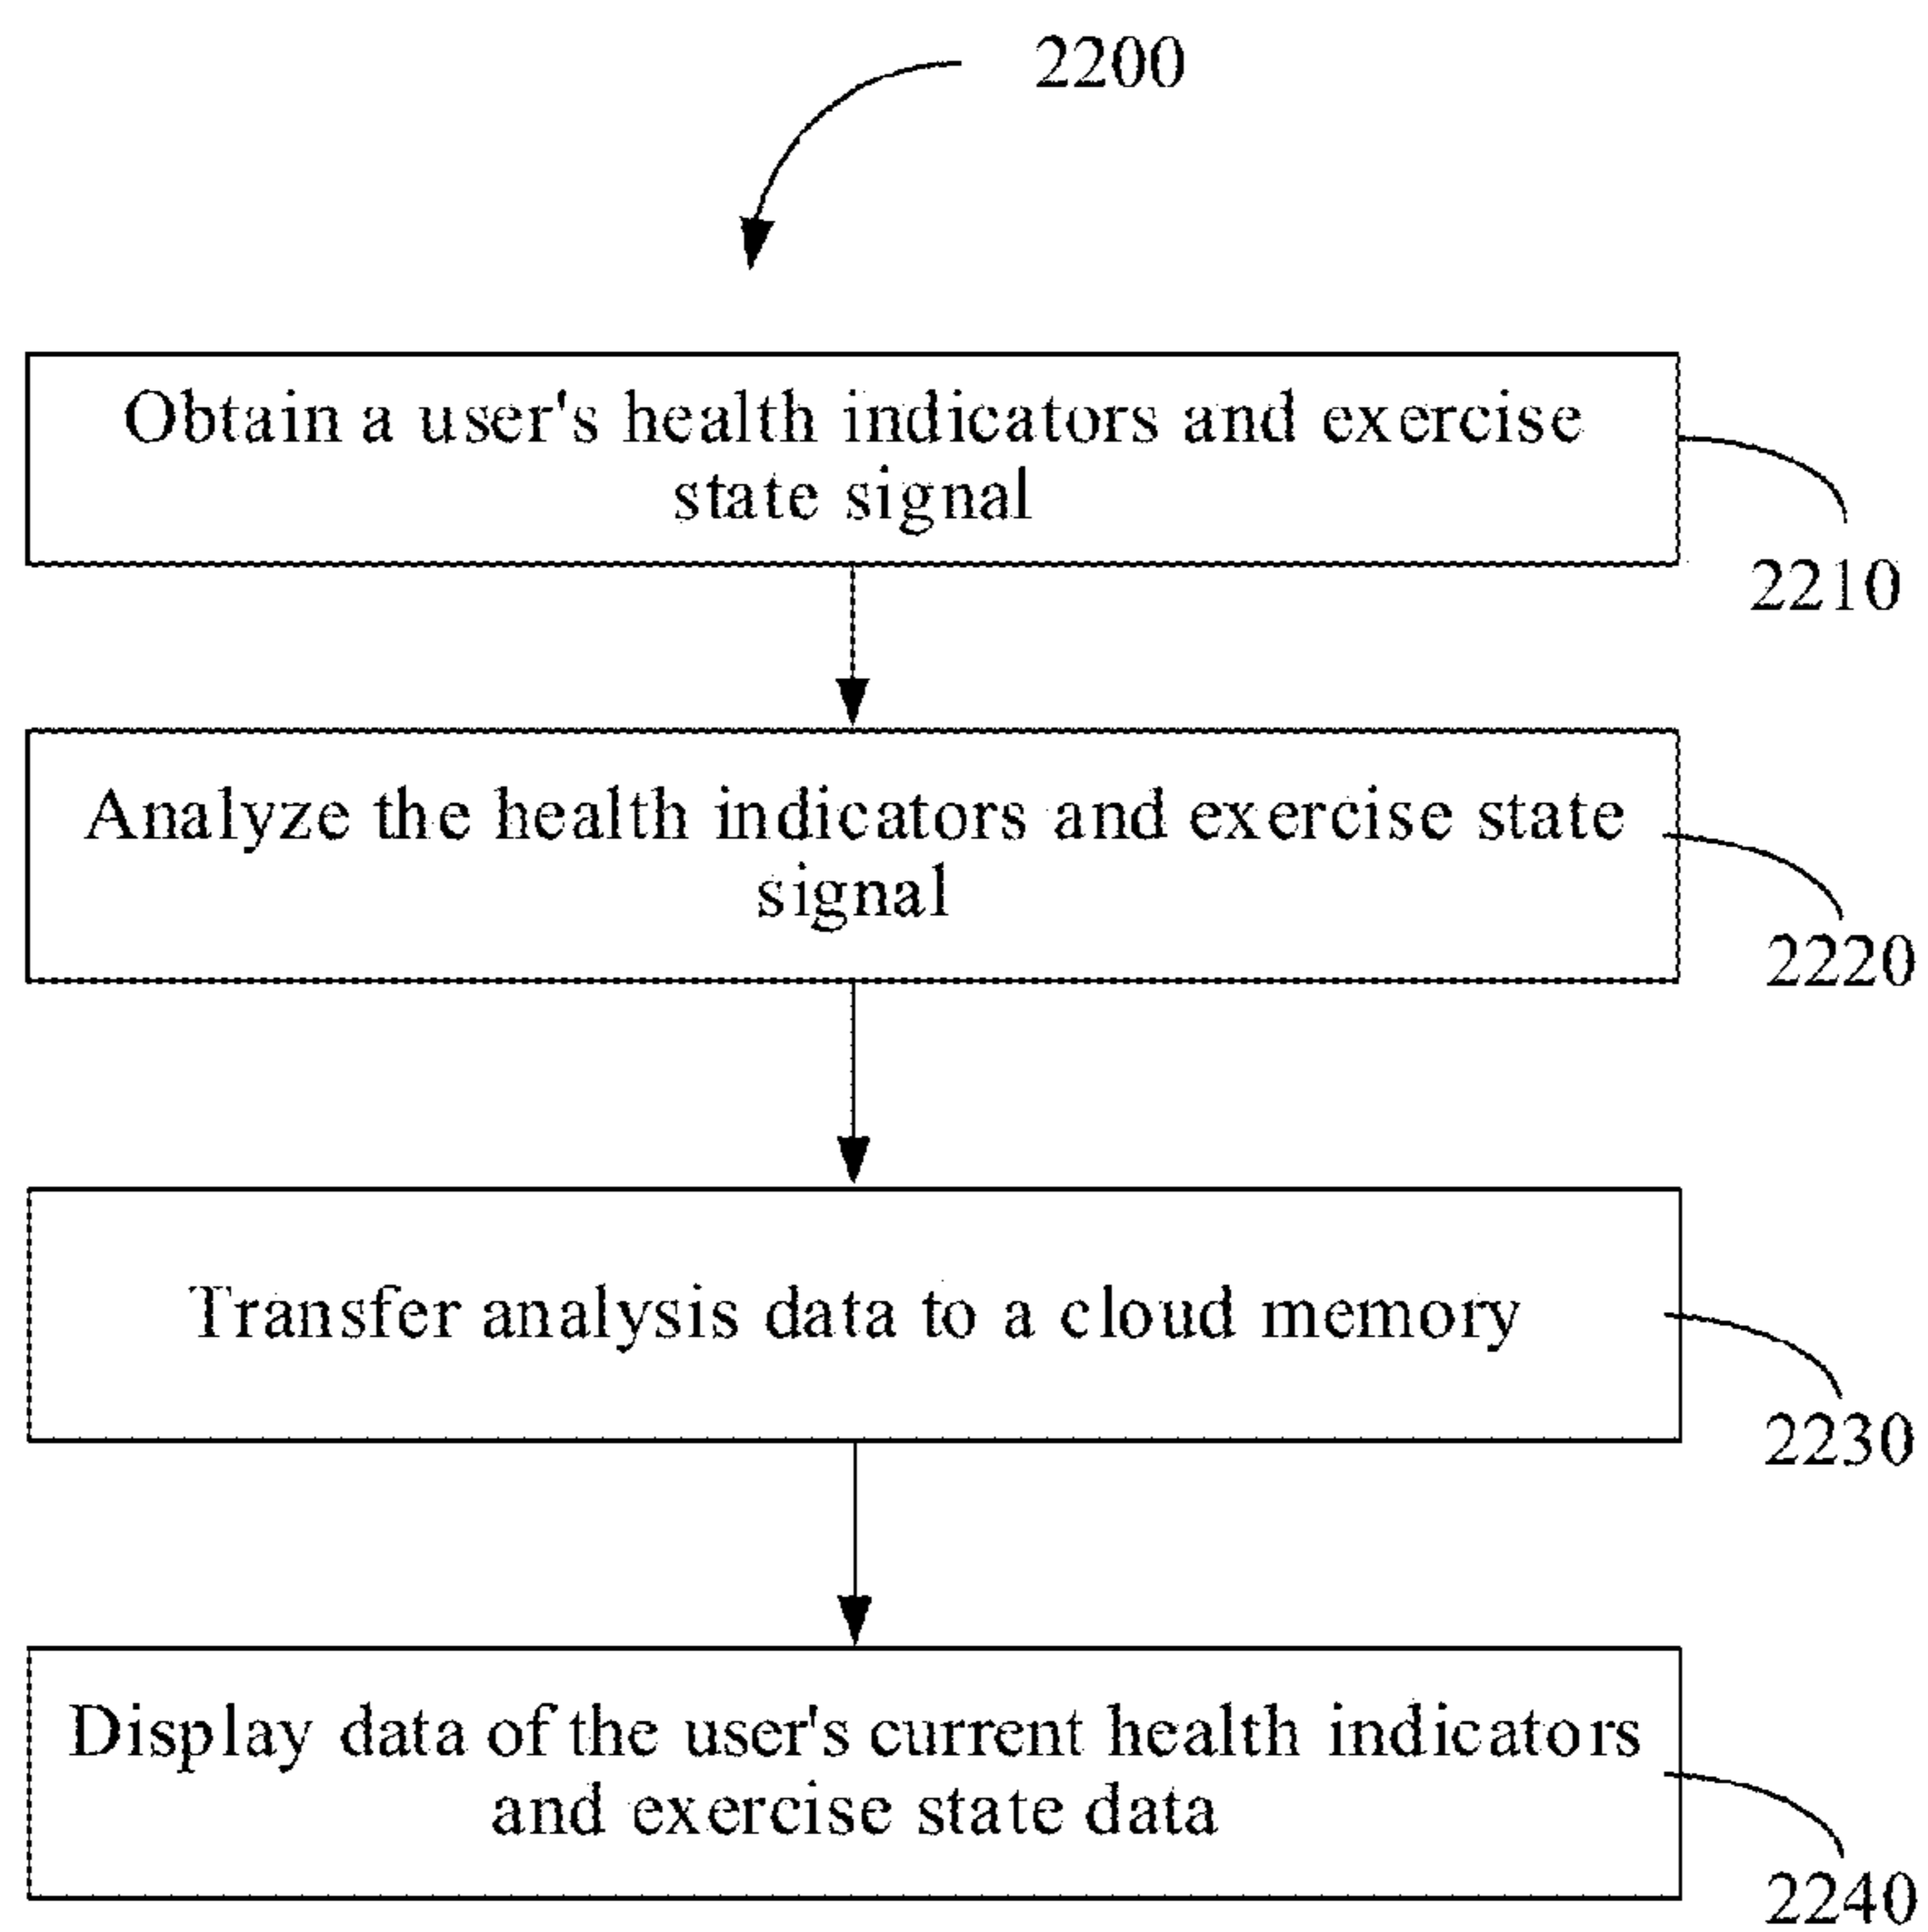 2200
Obtain a user's health indicators and exercise
state signal
2210
Analyze the health indicators and exercise state
signal
2220
Transfer analysis data to a cloud memory
2230
Display data of the user's current health indicators
and exercise state data
2240